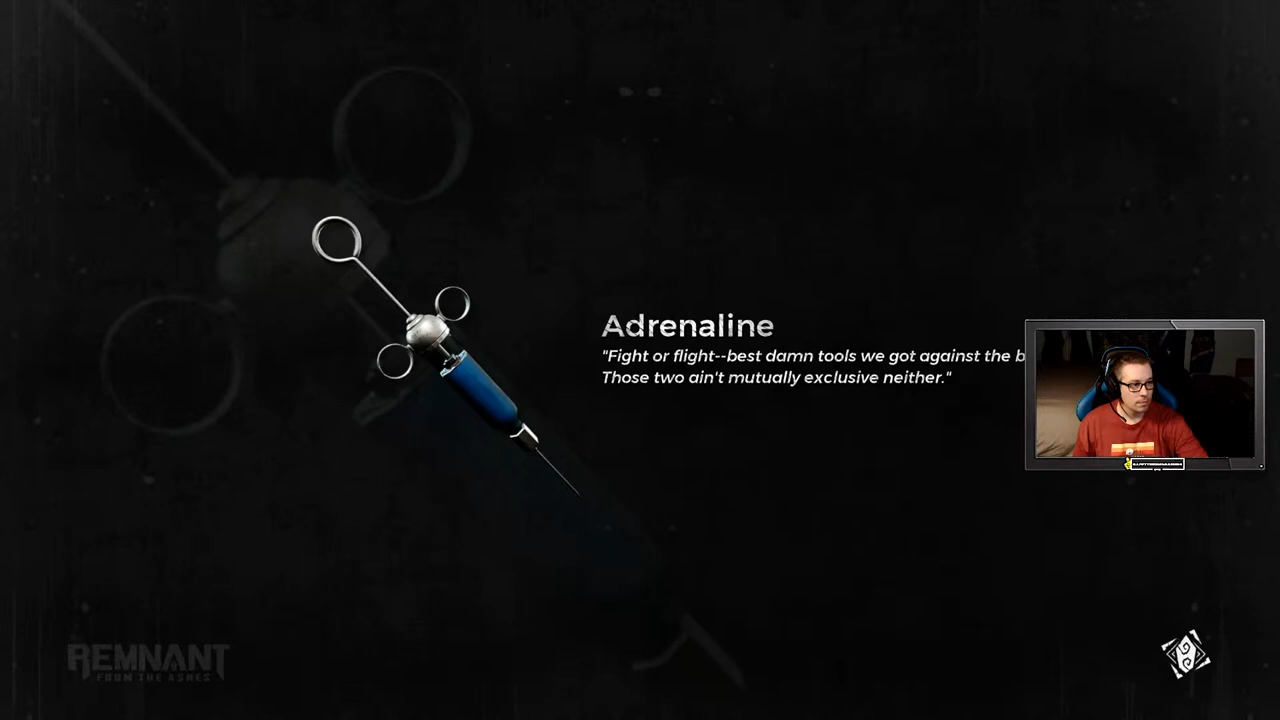 Adrenaline
"Fight or flight--best damn tools we got against the b
Those two ain't mutually exclusive neither."
REMNANT
FROM THE ASHES